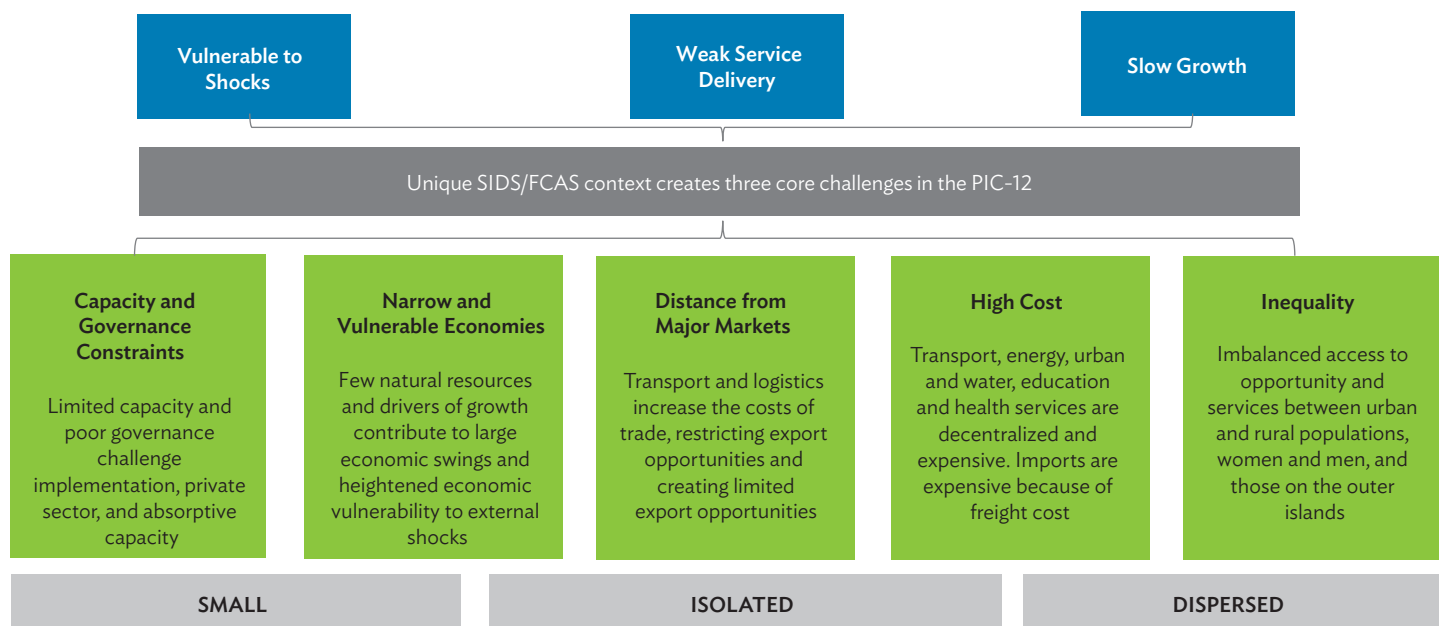 Vulnerable to
Shocks
Weak Service
Delivery
Slow Growth
Unique SIDS/FCAS context creates three core challenges in the PIC-12
Capacity and
Governance
Constraints
Limited capacity and
poor governance
challenge
implementation, private
sector, and absorptive
capacity
Narrow and
Vulnerable Economies
Few natural resources
and drivers of growth
contribute to large
economic swings and
heightened economic
vulnerability to external
shocks
Distance from
Major Markets
Transport and logistics
increase the costs of
trade, restricting export
opportunities and
creating limited
export opportunities
High Cost
Transport, energy, urban
and water, education
and health services are
decentralized and
expensive. Imports are
expensive because of
freight cost
Inequality
Imbalanced access to
opportunity and
services between urban
and rural populations,
women and men, and
those on the outer
islands
SMALL
ISOLATED
DISPERSED